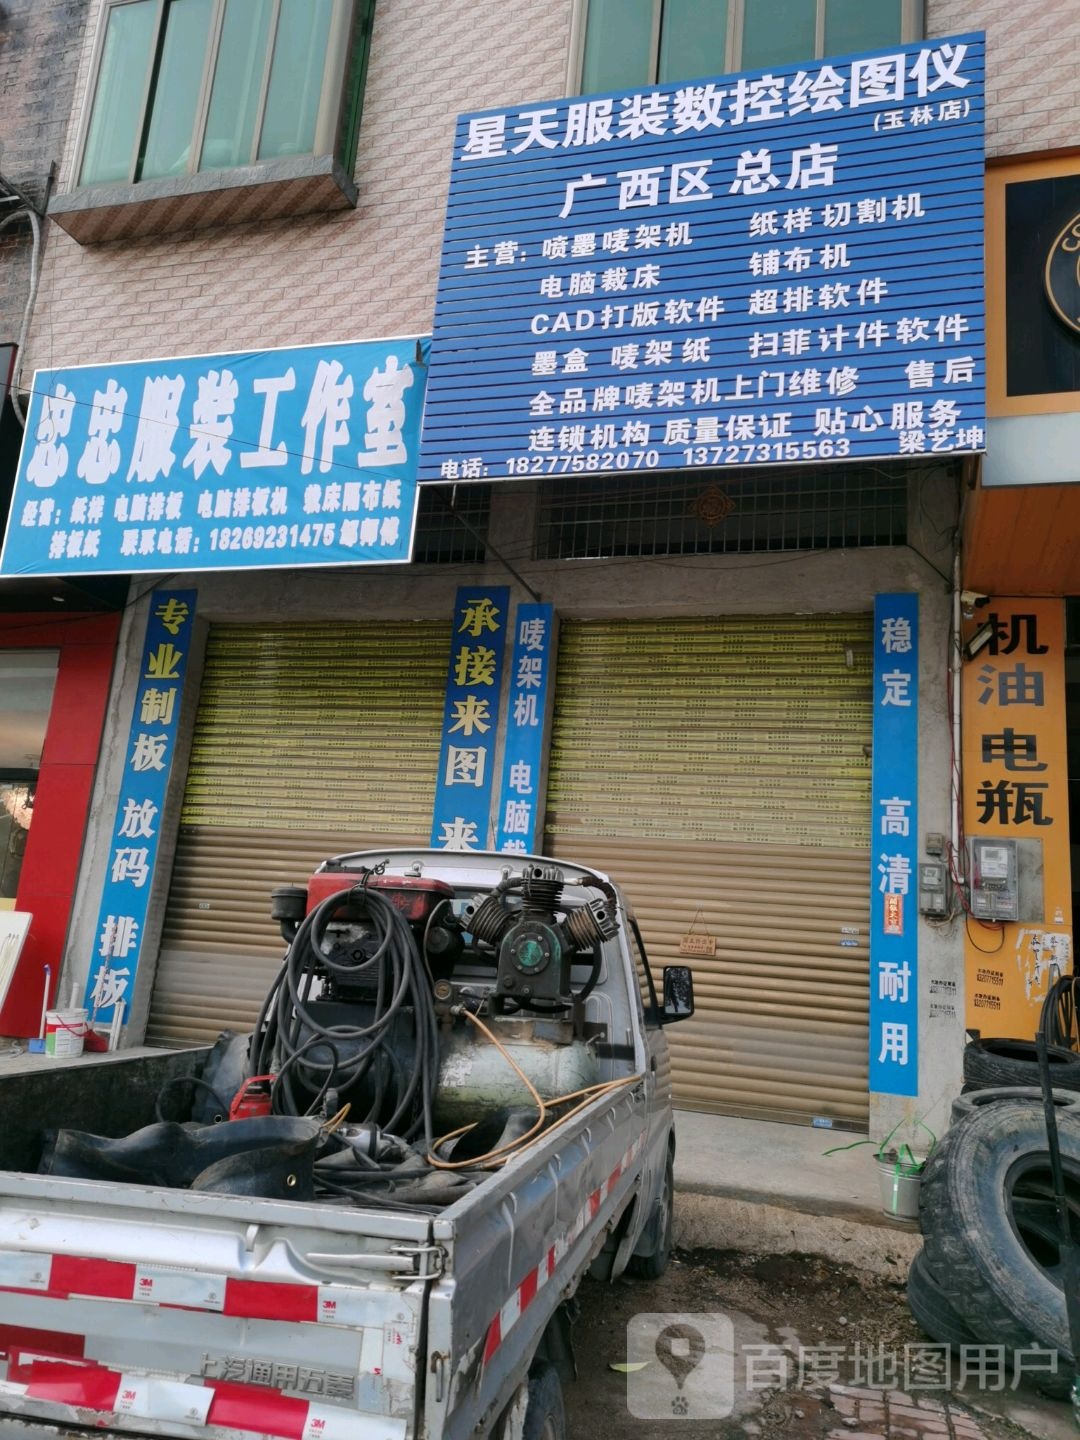 星天服装数控绘图仪
(玉林店)
广西区 总店
主营：喷墨唛架机 纸样切割机
电脑裁床 铺布机
CAD打版软件 超排软件
墨盒 唛架纸 扫菲计件软件
全品牌唛架机上门维修 售后
连锁机构 质量保证 贴心服务
电话：18277582070 13727315563 梁艺坤
忠忠服装工作室
经营：纸样 电脑排板 电脑排板机 裁床隔布纸
排板纸 联系电话：18269231475 邹师傅
专业制板 放码 排板
承接来图 来
唛架机 电脑裁
稳定 高清 耐用
机油 电瓶
3M
3M
3M
3M
上汽通用五菱
百度地图用户